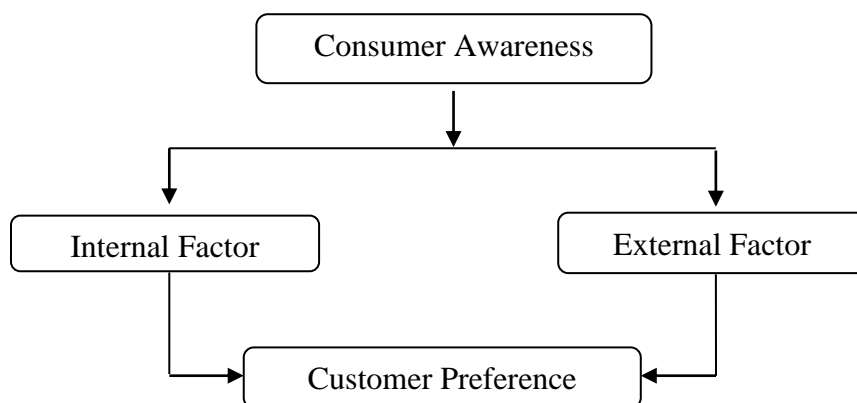 Consumer Awareness
Internal Factor
External Factor
Customer Preference